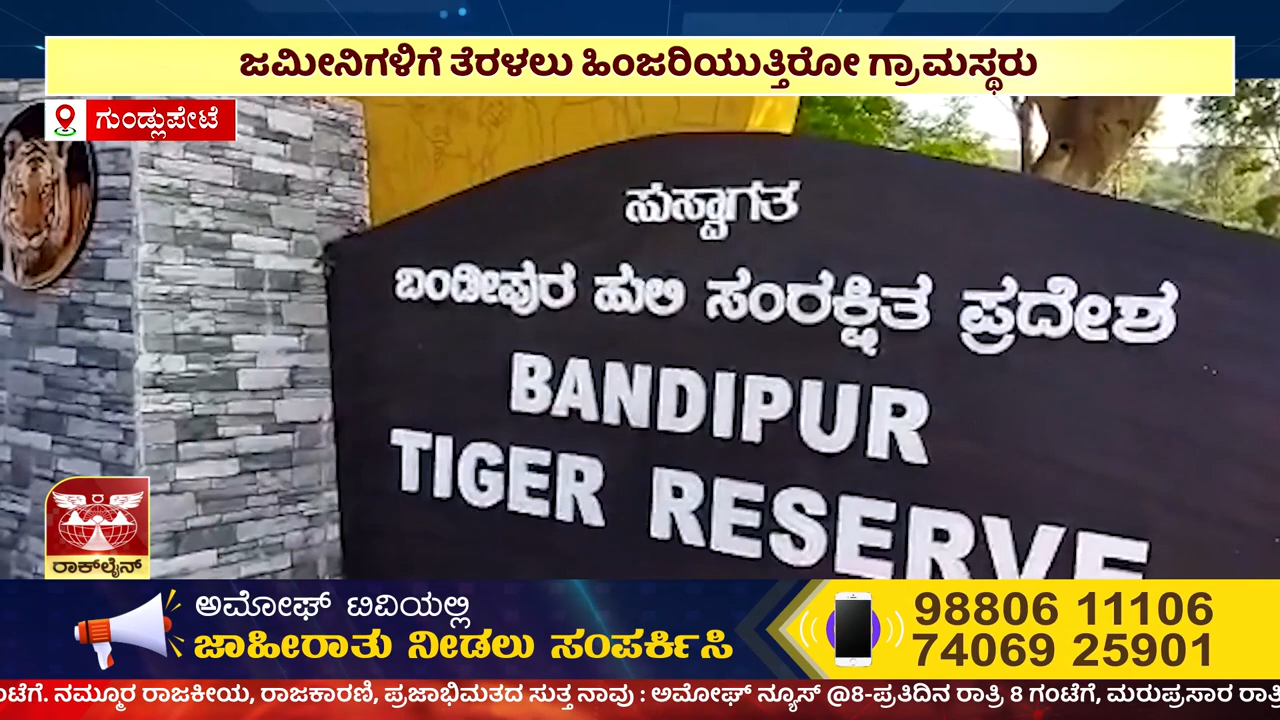 ಜಮೀನಿಗಳಿಗೆ ತೆರಳಲು ಹಿಂಜರಿಯುತ್ತಿರೋ ಗ್ರಾಮಸ್ಥರು
ಗುಂಡ್ಲುಪೇಟೆ
ಸುಸ್ವಾಗತ
ಬಂಡೀಪುರ ಹುಲಿ ಸಂರಕ್ಷಿತ ಪ್ರದೇಶ
BANDIPUR
TIGER RESERVE
ರಾಕ್‌ಲೈನ್
ಅಮೋಘ್ ಟಿವಿಯಲ್ಲಿ
ಜಾಹೀರಾತು ನೀಡಲು ಸಂಪರ್ಕಿಸಿ
98806 11106
74069 25901
ಂಟೆಗೆ. ನಮ್ಮೂರ ರಾಜಕೀಯ, ರಾಜಕಾರಣಿ, ಪ್ರಜಾಭಿಮತದ ಸುತ್ತ ನಾವು : ಅಮೋಘ್ ನ್ಯೂಸ್ @8-ಪ್ರತಿದಿನ ರಾತ್ರಿ 8 ಗಂಟೆಗೆ, ಮರುಪ್ರಸಾರ ರಾತ್ರಿ